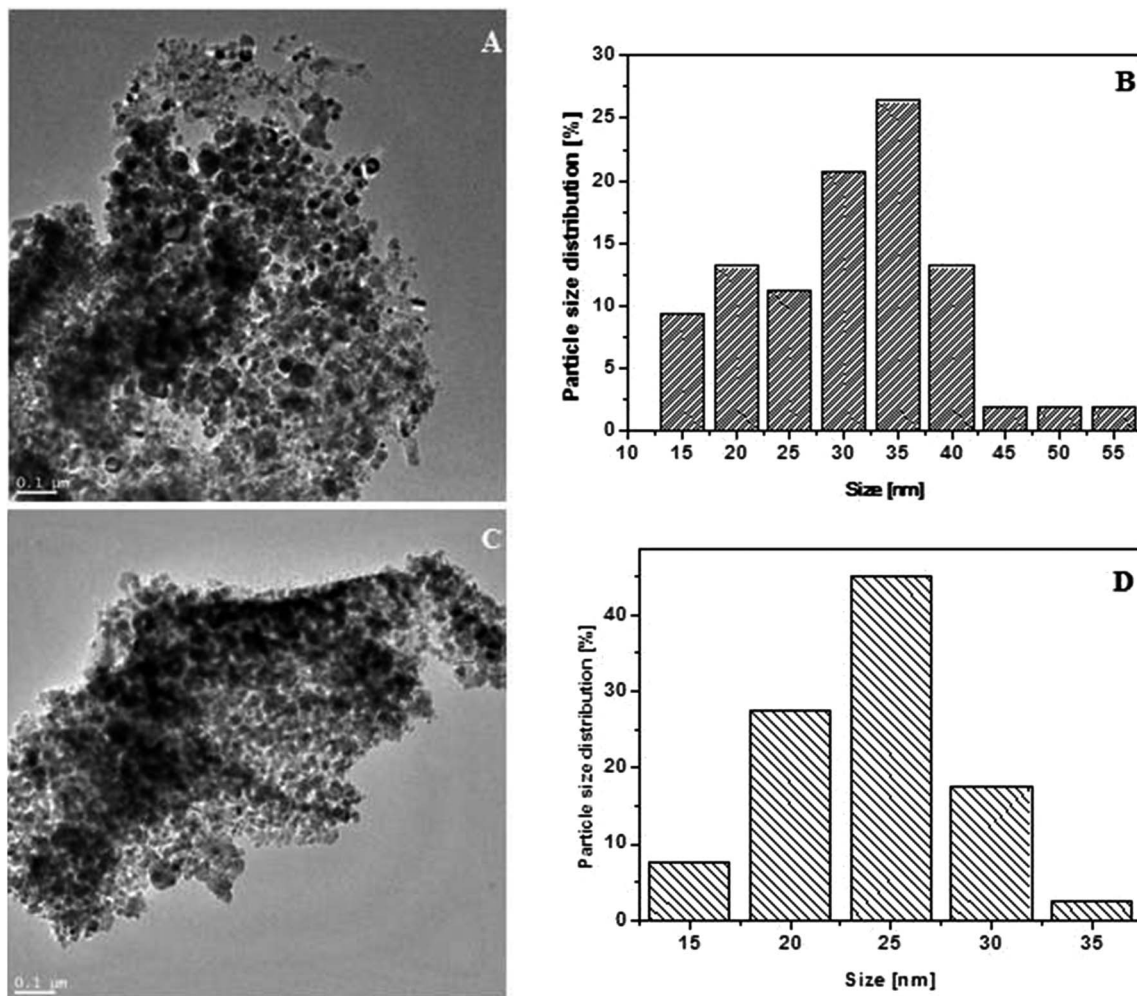 A
0.1 µm
B
Particle size distribution [%]
30
25
20
15
10
5
0
10 15 20 25 30 35 40 45 50 55
Size [nm]
C
0.1 µm
D
Particle size distribution [%]
40
30
20
10
0
15 20 25 30 35
Size [nm]